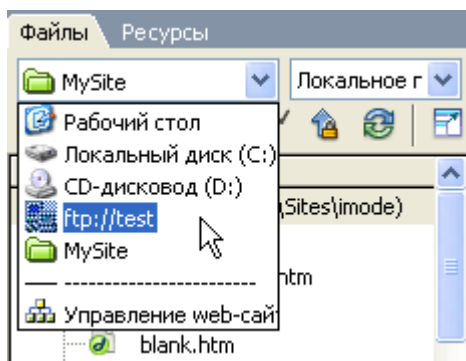 Файлы Ресурсы
MySite Локальное г
Рабочий стол
Локальный диск (C:)
CD-дисковод (D:)
ftp://test
\Sites\imode)
MySite
htm
Управление web-сай
blank.htm